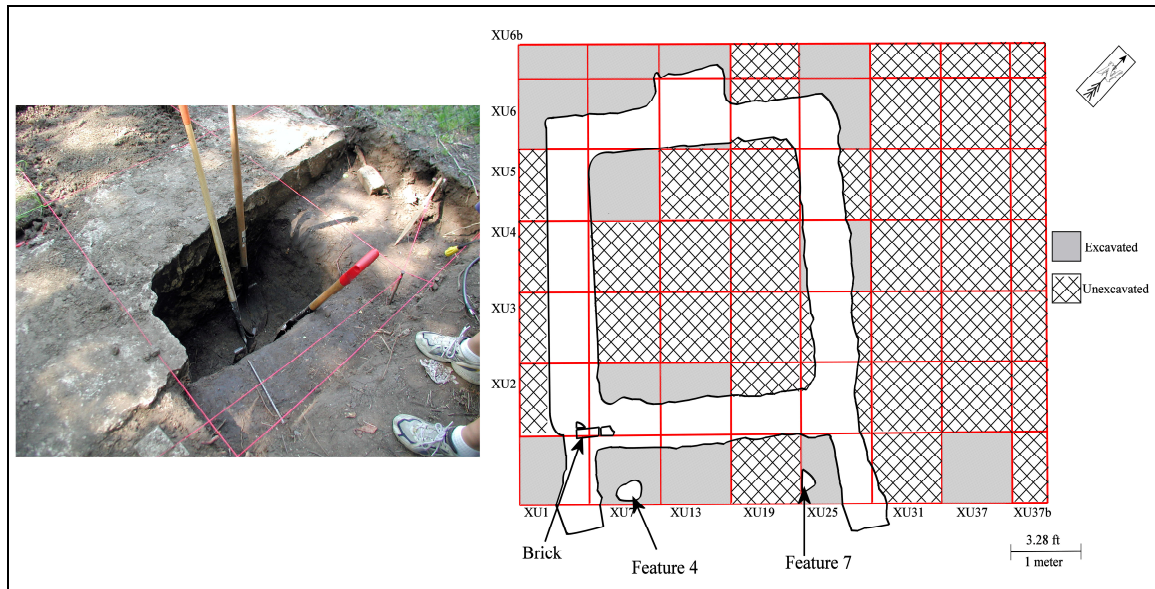 XU6b
XU6
XU5
XU4
XU3
XU2
XU1
XU7
XU13
XU19
XU25
XU31
XU37
XU37b
Excavated
Unexcavated
Brick
Feature 4
Feature 7
3.28 ft
1 meter